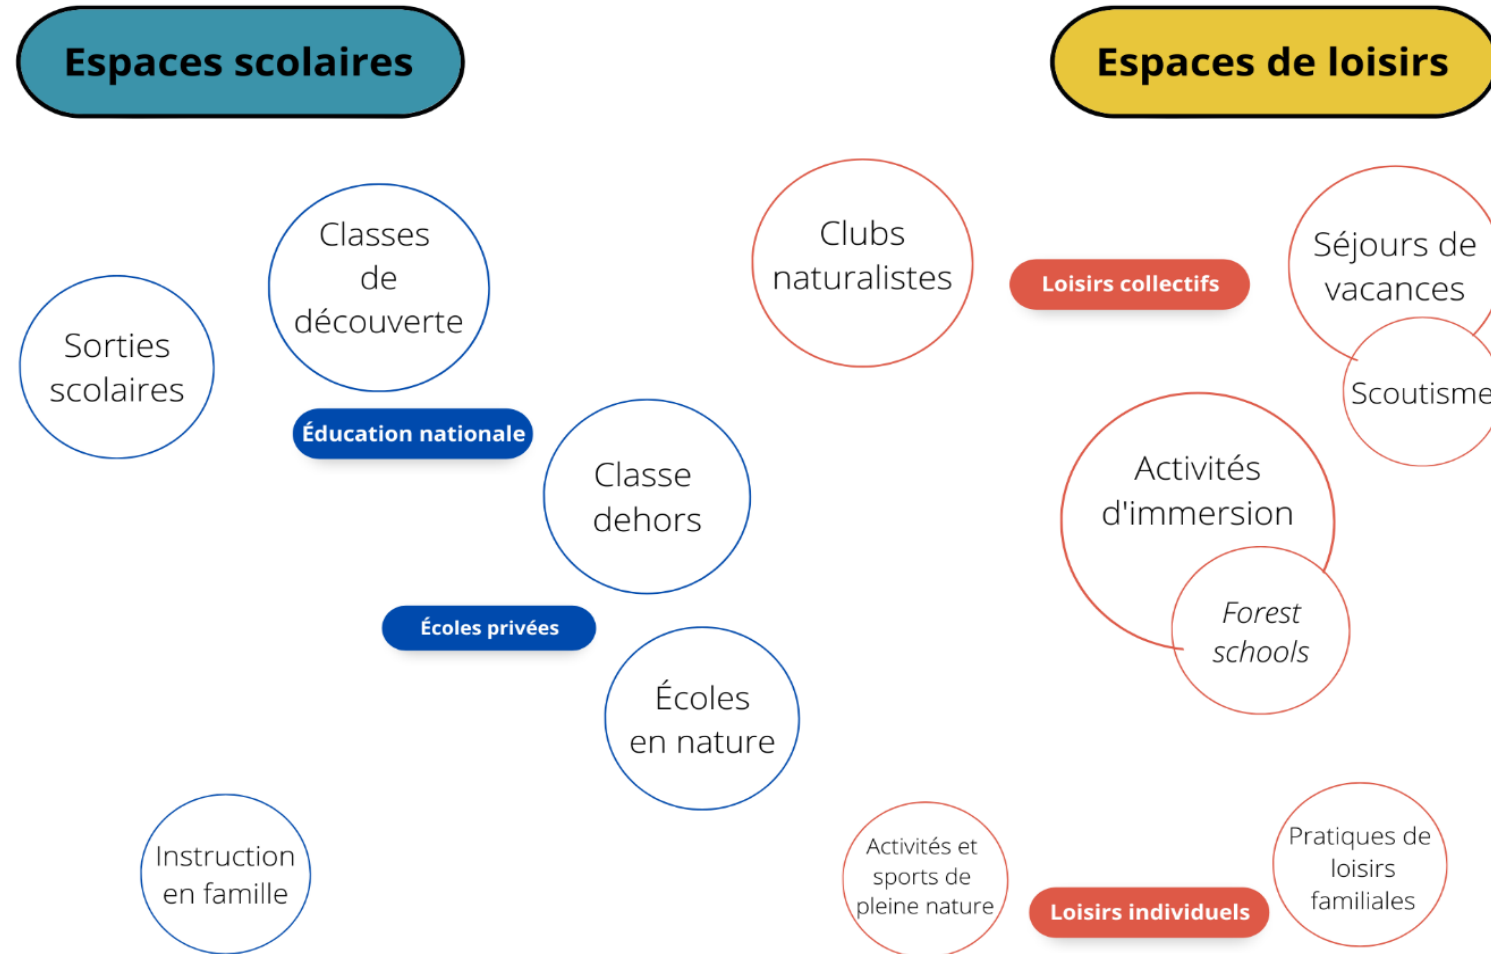 Espaces scolaires
Espaces de loisirs
Classes
de
découverte
Sorties
scolaires
Éducation nationale
Classe
dehors
Écoles privées
Écoles
en nature
Instruction
en famille
Clubs
naturalistes
Loisirs collectifs
Séjours de
vacances
Scoutisme
Activités
d'immersion
Forest
schools
Activités et
sports de
pleine nature
Loisirs individuels
Pratiques de
loisirs
familiales